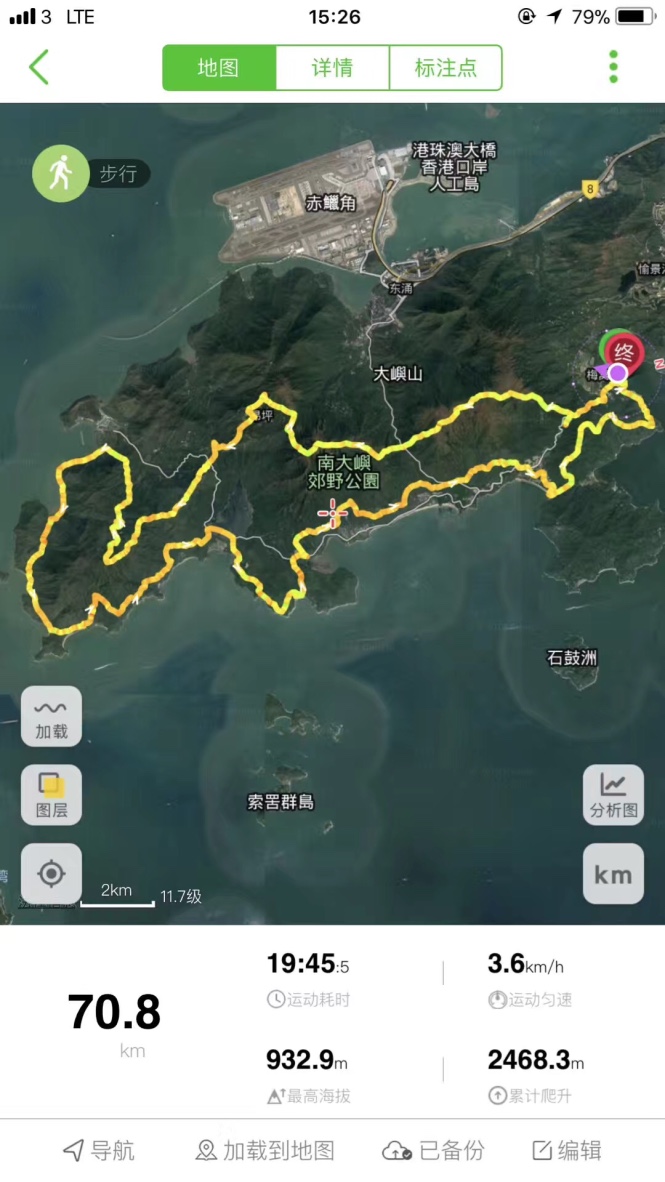 3 LTE
15:26
79%
地图
详情
标注点
步行
港珠澳大橋
香港口岸
人工島
赤鱲角
8
东涌
愉景
大嶼山
终
梅
昂坪
南大嶼
郊野公園
石鼓洲
索罟群島
加载
图层
分析图
km
2km
11.7级
70.8
km
19:45:5
运动耗时
3.6km/h
运动匀速
932.9m
最高海拔
2468.3m
累计爬升
导航
加载到地图
已备份
编辑